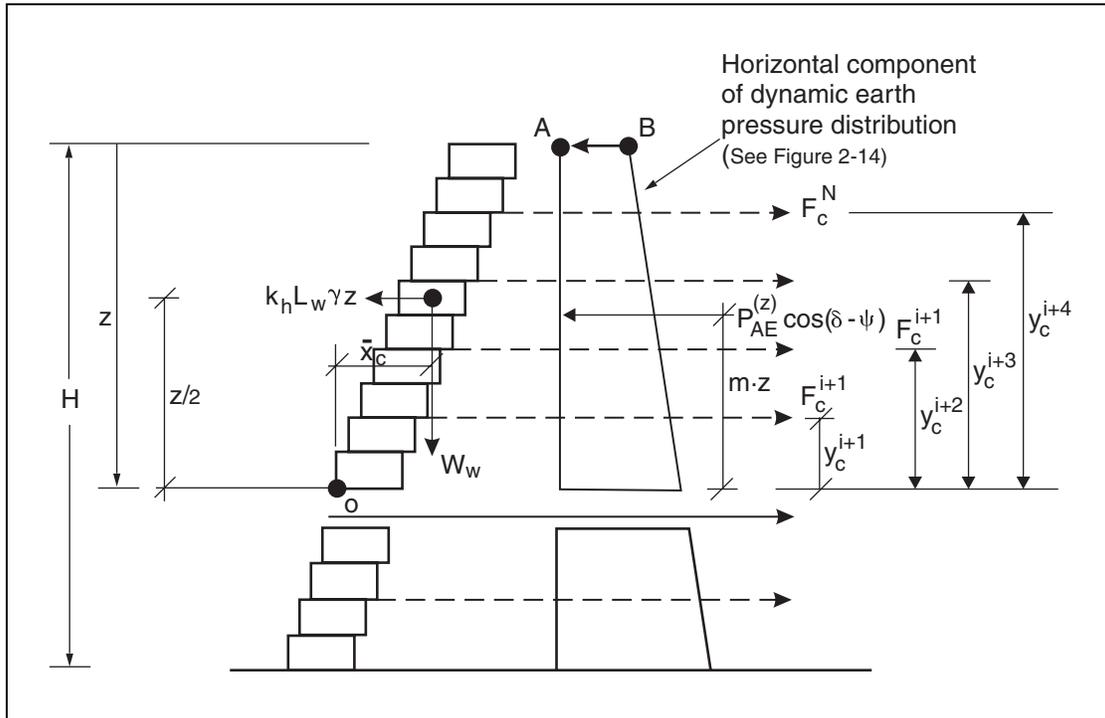 Horizontal component
of dynamic earth
pressure distribution
(See Figure 2-14)
A
B
F_c^N
k_h L_w γ z
z
P_AE^(z) cos(δ - ψ)
F_c^i+1
y_c^i+4
x̄_c
y_c^i+3
H
z/2
m·z
F_c^i+1
y_c^i+2
W_w
y_c^i+1
o